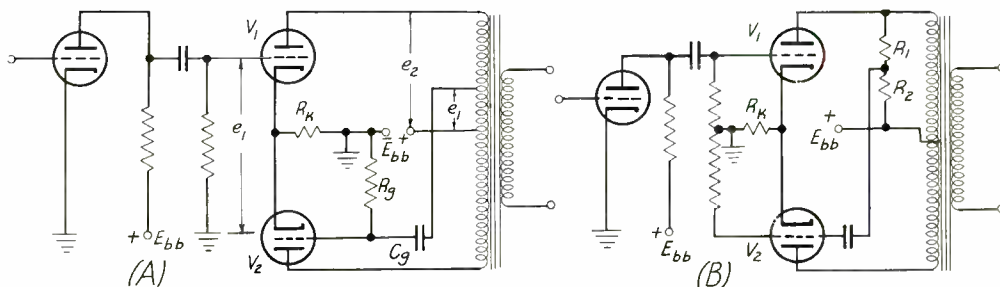 V1
e2
e1
e1
RK
+
Ebb
Rg
+ Ebb
V2
Cg
(A)
V1
R1
R2
RK
+
Ebb
+
Ebb
V2
(B)